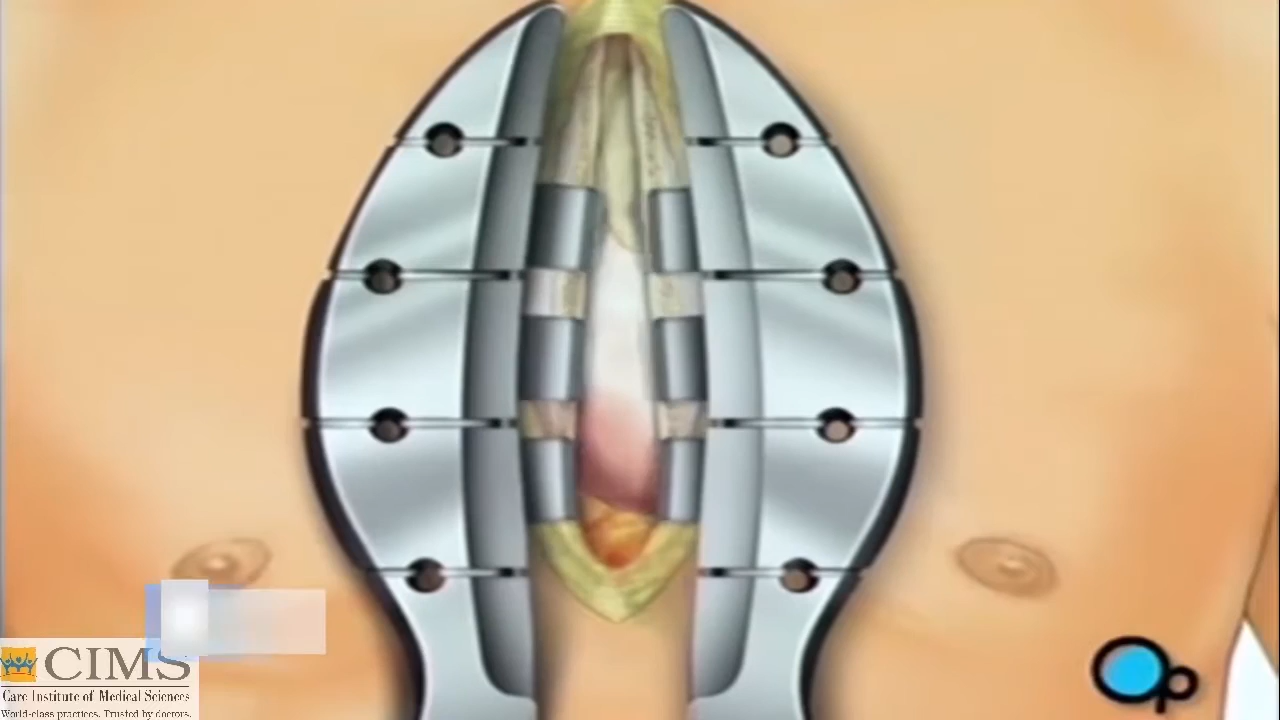 CIMS
Care Institute of Medical Sciences
World-class practices. Trusted by doctors.